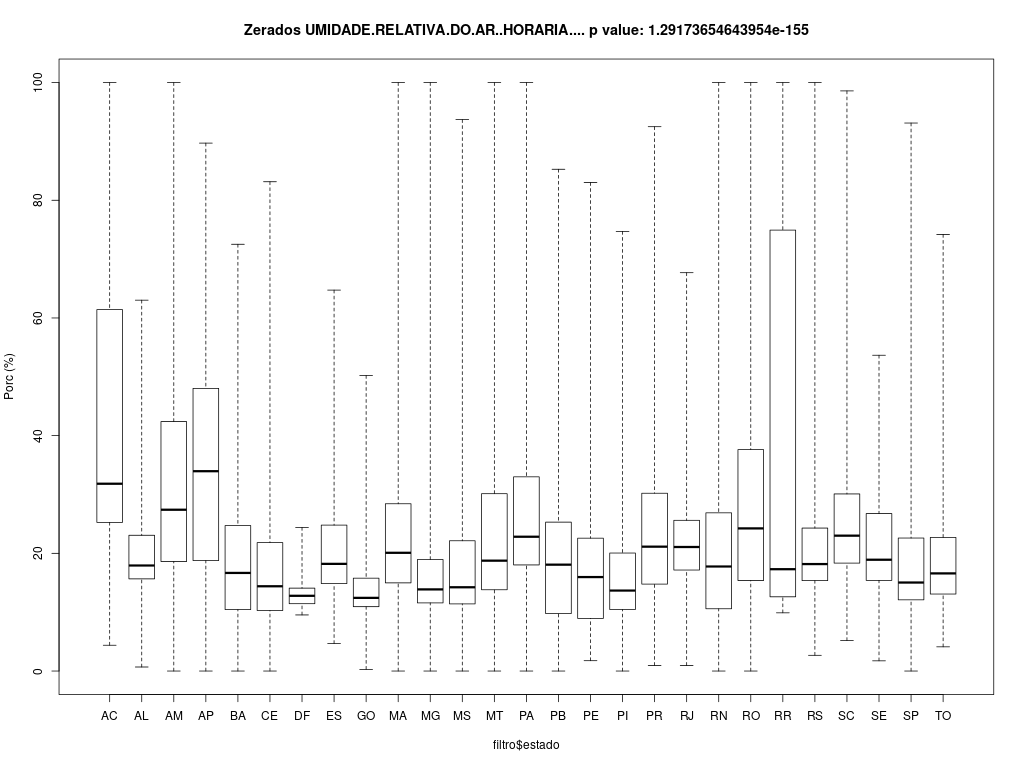 Zerados UMIDADE.RELATIVA.DO.AR..HORARIA.... p value: 1.29173654643954e-155
100
80
60
40
20
0
Porc (%)
AC AL AM AP BA CE DF ES GO MA MG MS MT PA PB PE PI PR RJ RN RO RR RS SC SE SP TO
filtro$estado